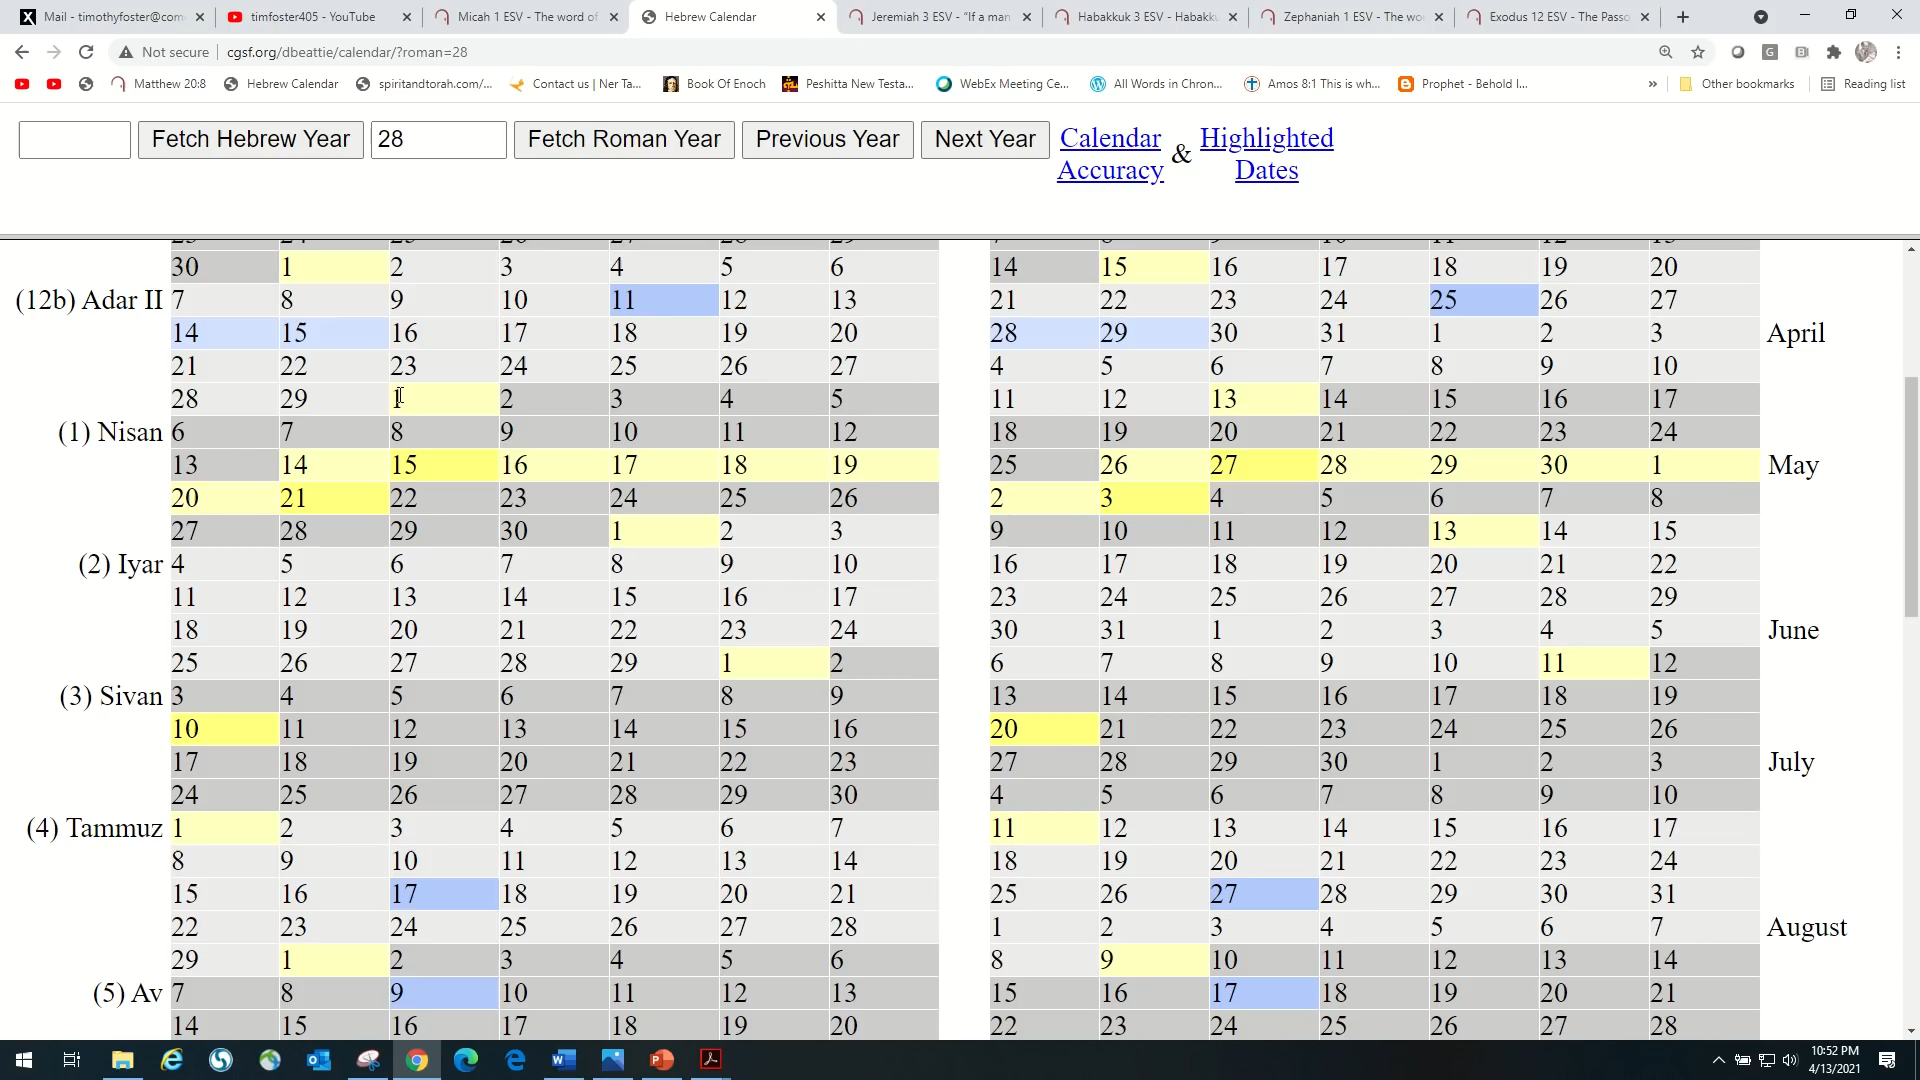 Mail - timothyfoster@com
timfoster405 - YouTube
Micah 1 ESV - The word of
Hebrew Calendar
Jeremiah 3 ESV - "If a man
Habakkuk 3 ESV - Habakku
Zephaniah 1 ESV - The wo
Exodus 12 ESV - The Passo
Not secure cgsf.org/dbeattie/calendar/?roman=28
Matthew 20:8 Hebrew Calendar spiritandtorah.com/... Contact us | Ner Ta... Book Of Enoch Peshitta New Testa... WebEx Meeting Ce... All Words in Chron... Amos 8:1 This is wh... Prophet - Behold I... » Other bookmarks Reading list
Fetch Hebrew Year 28 Fetch Roman Year Previous Year Next Year Calendar Accuracy & Highlighted Dates
30 1 2 3 4 5 6 14 15 16 17 18 19 20
(12b) Adar II 7 8 9 10 11 12 13 21 22 23 24 25 26 27
14 15 16 17 18 19 20 28 29 30 31 1 2 3 April
21 22 23 24 25 26 27 4 5 6 7 8 9 10
28 29 1 2 3 4 5 11 12 13 14 15 16 17
(1) Nisan 6 7 8 9 10 11 12 18 19 20 21 22 23 24
13 14 15 16 17 18 19 25 26 27 28 29 30 1 May
20 21 22 23 24 25 26 2 3 4 5 6 7 8
27 28 29 30 1 2 3 9 10 11 12 13 14 15
(2) Iyar 4 5 6 7 8 9 10 16 17 18 19 20 21 22
11 12 13 14 15 16 17 23 24 25 26 27 28 29
18 19 20 21 22 23 24 30 31 1 2 3 4 5 June
25 26 27 28 29 1 2 6 7 8 9 10 11 12
(3) Sivan 3 4 5 6 7 8 9 13 14 15 16 17 18 19
10 11 12 13 14 15 16 20 21 22 23 24 25 26
17 18 19 20 21 22 23 27 28 29 30 1 2 3 July
24 25 26 27 28 29 30 4 5 6 7 8 9 10
(4) Tammuz 1 2 3 4 5 6 7 11 12 13 14 15 16 17
8 9 10 11 12 13 14 18 19 20 21 22 23 24
15 16 17 18 19 20 21 25 26 27 28 29 30 31
22 23 24 25 26 27 28 1 2 3 4 5 6 7 August
29 1 2 3 4 5 6 8 9 10 11 12 13 14
(5) Av 7 8 9 10 11 12 13 15 16 17 18 19 20 21
14 15 16 17 18 19 20 22 23 24 25 26 27 28
10:52 PM
4/13/2021